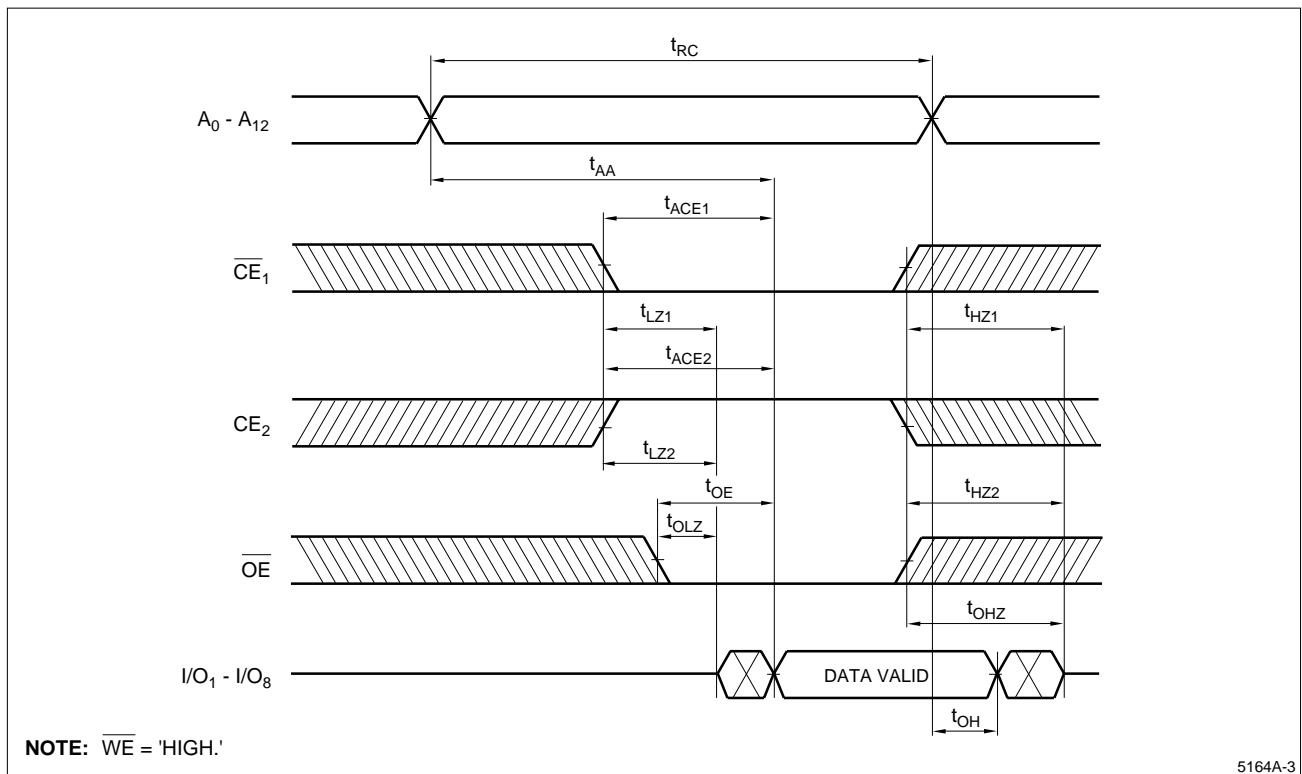 tRC
A0 - A12
tAA
tACE1
CE1
tLZ1
tHZ1
tACE2
CE2
tLZ2
tOE
tHZ2
tOLZ
OE
tOHZ
I/O1 - I/O8
DATA VALID
tOH
NOTE: WE = 'HIGH.'
5164A-3